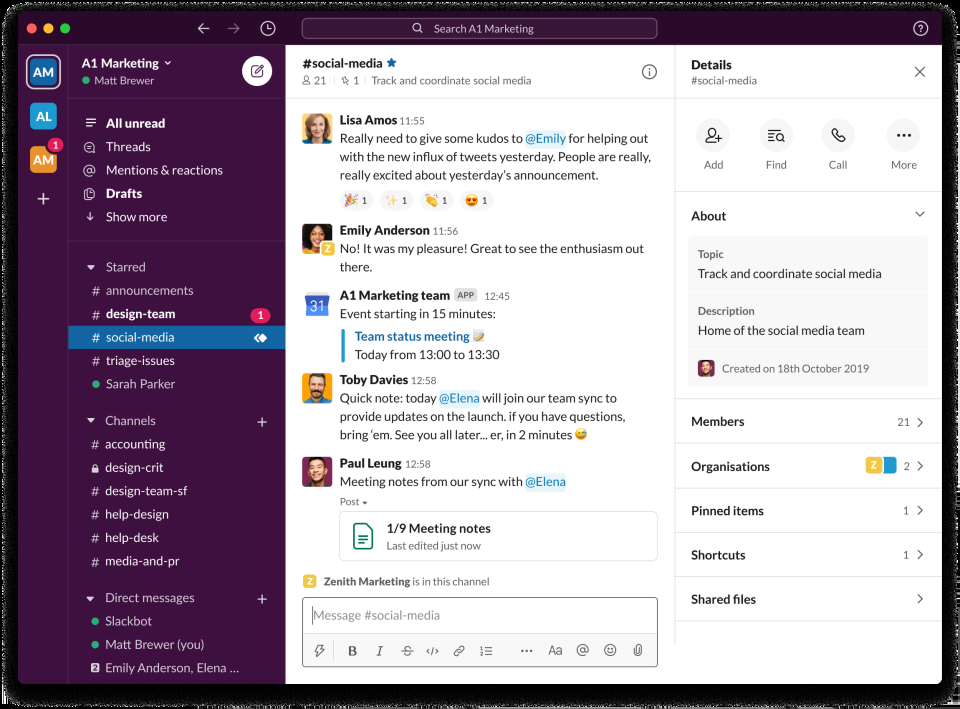 Search A1 Marketing
AM
AL
AM
1
A1 Marketing
Matt Brewer
All unread
Threads
Mentions & reactions
Drafts
Show more
Starred
# announcements
# design-team 1
# social-media
# triage-issues
Sarah Parker
Channels
# accounting
design-crit
# design-team-sf
# help-design
# help-desk
# media-and-pr
Direct messages
Slackbot
Matt Brewer (you)
2 Emily Anderson, Elena ...
#social-media
21 | 1 | Track and coordinate social media
Lisa Amos 11:55
Really need to give some kudos to @Emily for helping out
with the new influx of tweets yesterday. People are really,
really excited about yesterday's announcement.
1 1 1 1
Emily Anderson 11:56
Z
No! It was my pleasure! Great to see the enthusiasm out
there.
31
A1 Marketing team APP 12:45
Event starting in 15 minutes:
Team status meeting
Today from 13:00 to 13:30
Toby Davies 12:58
Quick note: today @Elena will join our team sync to
provide updates on the launch. if you have questions,
bring 'em. See you all later... er, in 2 minutes
Paul Leung 12:58
Meeting notes from our sync with @Elena
Post
1/9 Meeting notes
Last edited just now
Z Zenith Marketing is in this channel
Message #social-media
B I S </> Aa @
Details
#social-media
Add
Find
Call
More
About
Topic
Track and coordinate social media
Description
Home of the social media team
Created on 18th October 2019
Members 21
Organisations Z 2
Pinned items 1
Shortcuts 1
Shared files